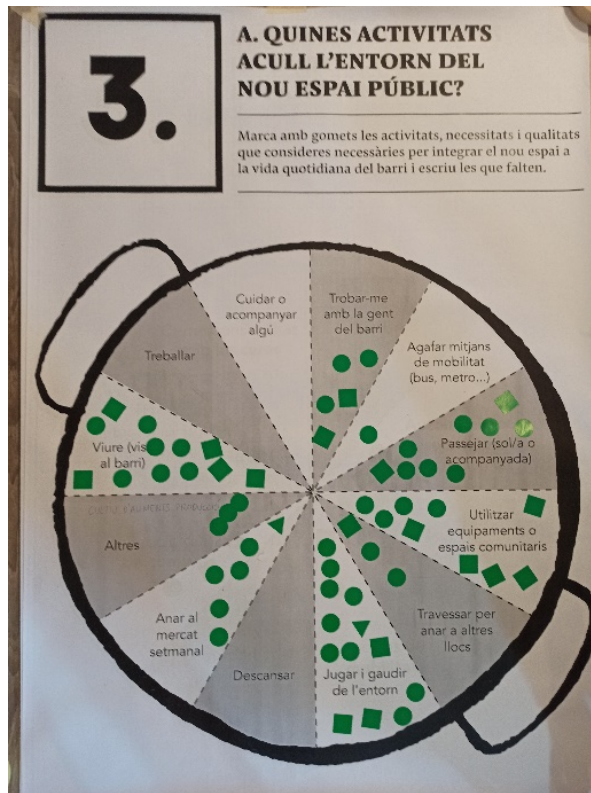 3.
A. QUINES ACTIVITATS
ACULL L'ENTORN DEL
NOU ESPAI PÚBLIC?
Marca amb gomets les activitats, necessitats i qualitats
que consideres necessàries per integrar el nou espai a
la vida quotidiana del barri i escriu les que falten.
Cuidar o
acompanyar
algú
Trobar-me
amb la gent
del barri
Agafar mitjans
de mobilitat
(bus, metro...)
Treballar
Passejar (sol/a o
acompanyada)
Viure (vis
al barri)
Utilitzar
equipaments o
espais comunitaris
Altres
Travessar per
anar a altres
llocs
Anar al
mercat
setmanal
Descansar
Jugar i gaudir
de l'entorn